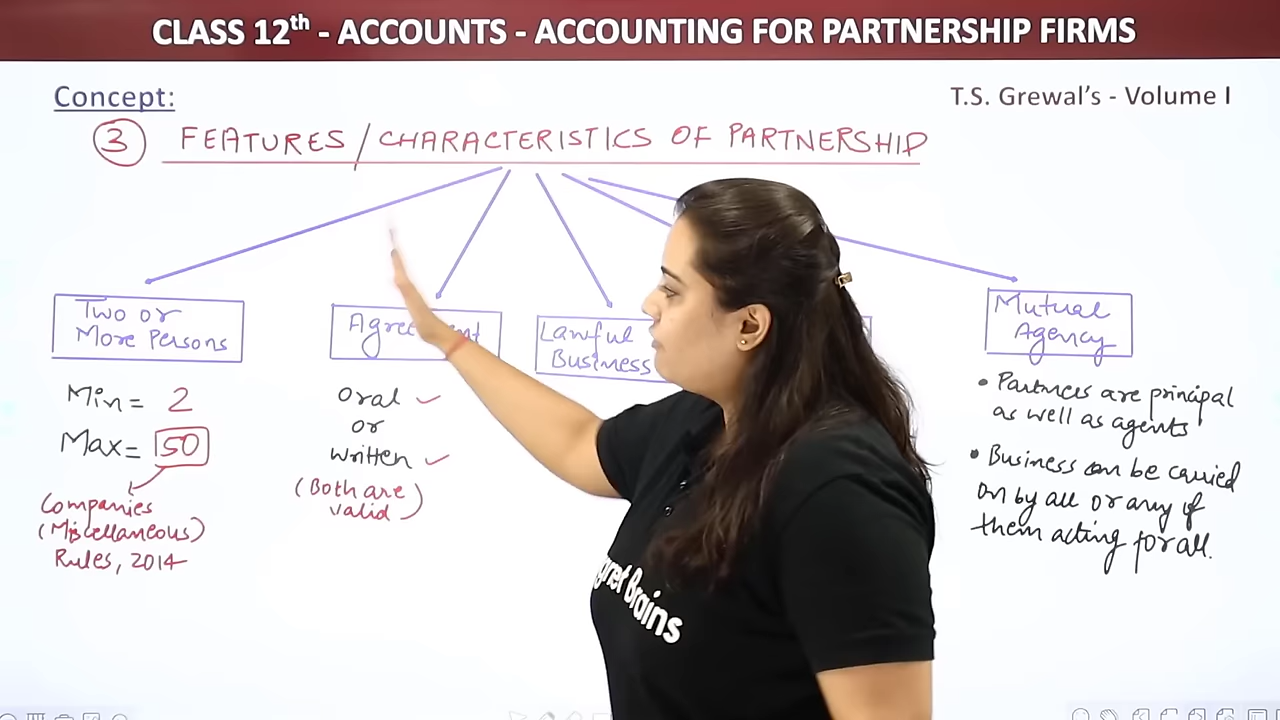 CLASS 12th - ACCOUNTS - ACCOUNTING FOR PARTNERSHIP FIRMS
Concept:
T.S. Grewal's - Volume I
3 FEATURES/CHARACTERISTICS OF PARTNERSHIP
Two or
More Persons
Min = 2
Max = 50
Companies
(Miscellaneous)
Rules, 2014
Oral
or
written
(Both are
valid)
Lawful
Business
Mutual
Agency
• Partners are principal
as well as agents
• Business can be carried
on by all or any of
them acting for all.
Brains